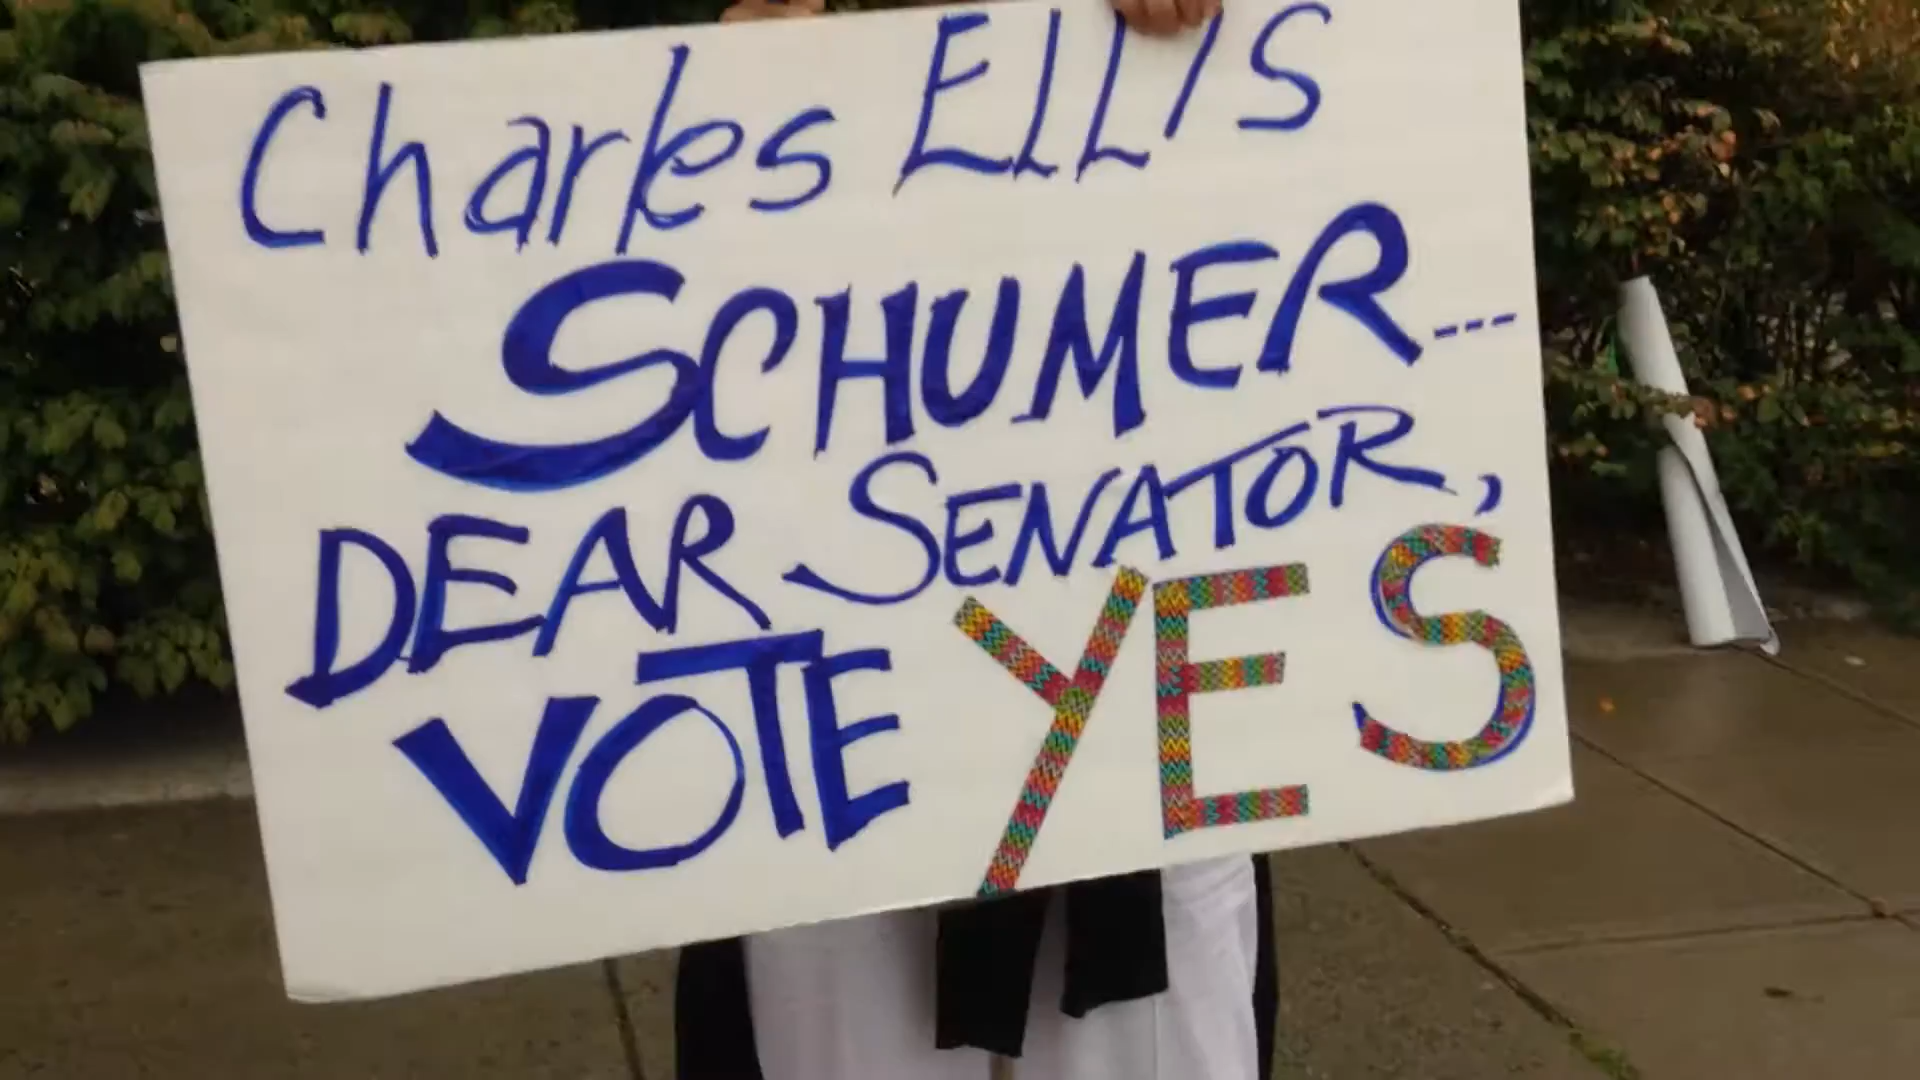 Charles ELLIS
SCHUMER---
DEAR SENATOR,
VOTE YES